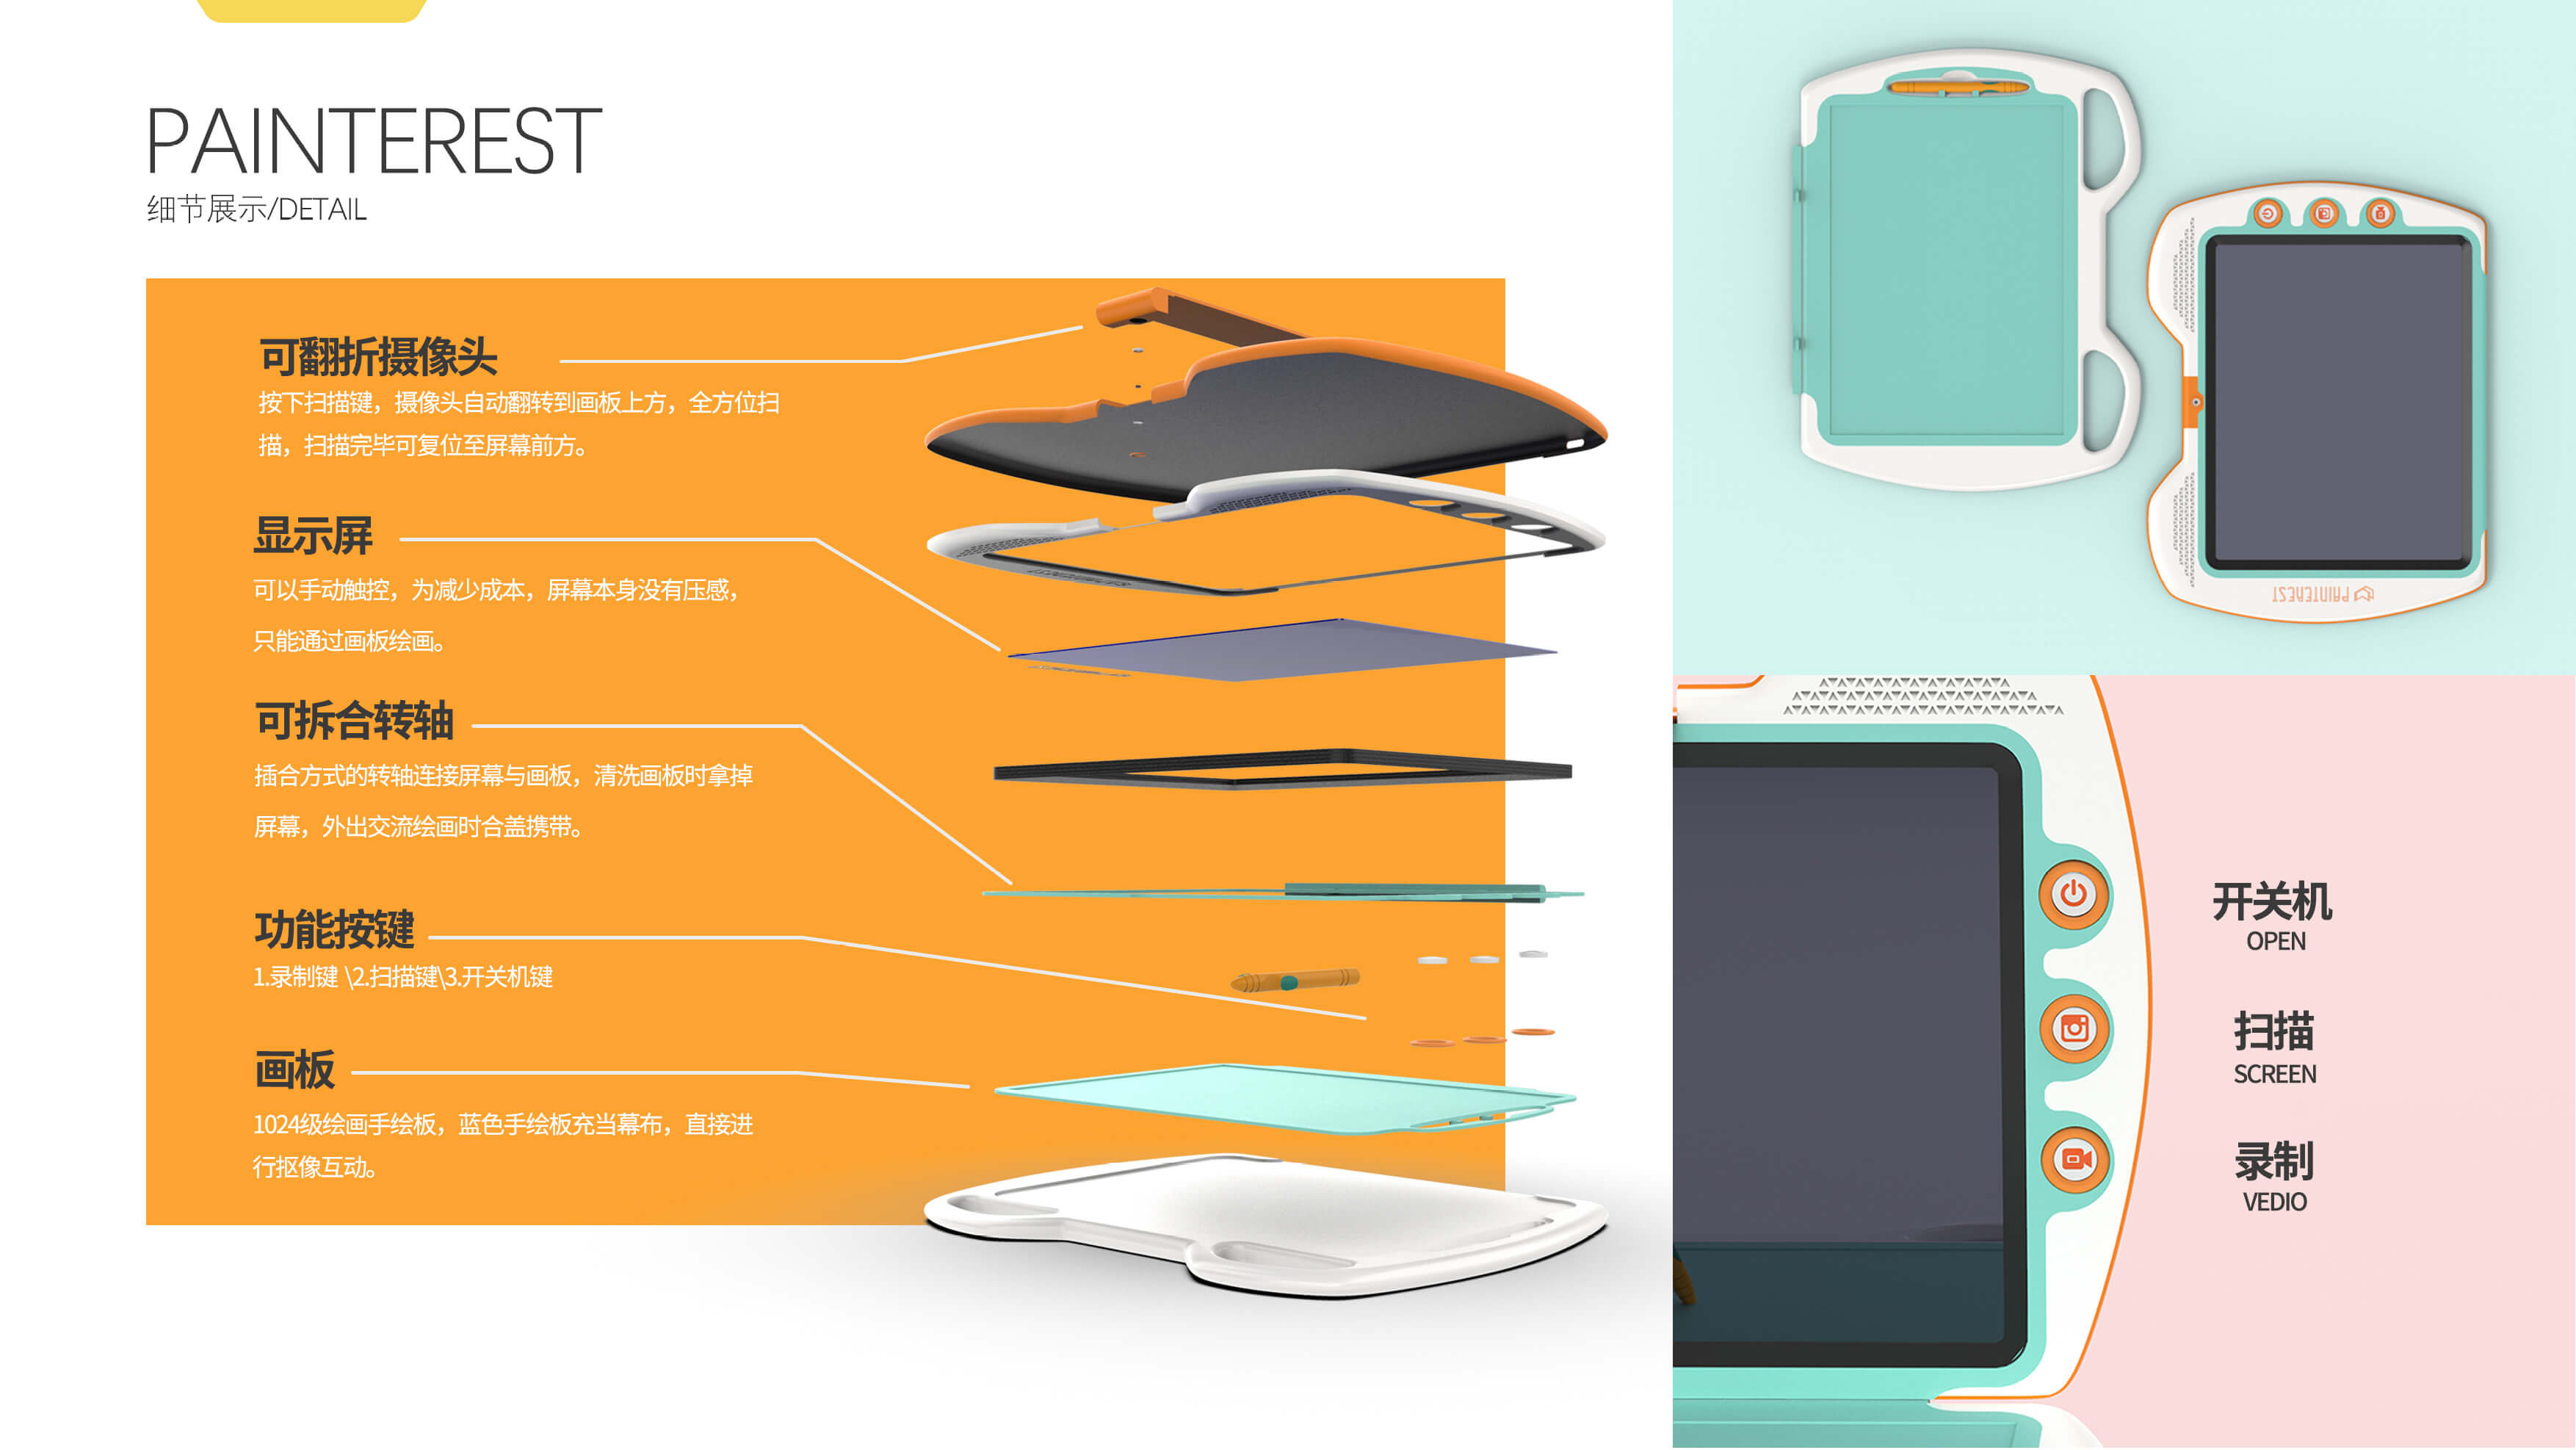 PAINTEREST
细节展示/DETAIL
可翻折摄像头
按下扫描键，摄像头自动翻转到画板上方，全方位扫
描，扫描完毕可复位至屏幕前方。
显示屏
可以手动触控，为减少成本，屏幕本身没有压感，
只能通过画板绘画。
可拆合转轴
插合方式的转轴连接屏幕与画板，清洗画板时拿掉
屏幕，外出交流绘画时合盖携带。
功能按键
1.录制键 \2.扫描键\3.开关机键
画板
1024级绘画手绘板，蓝色手绘板充当幕布，直接进
行抠像互动。
PAINTEREST
开关机
OPEN
扫描
SCREEN
录制
VEDIO